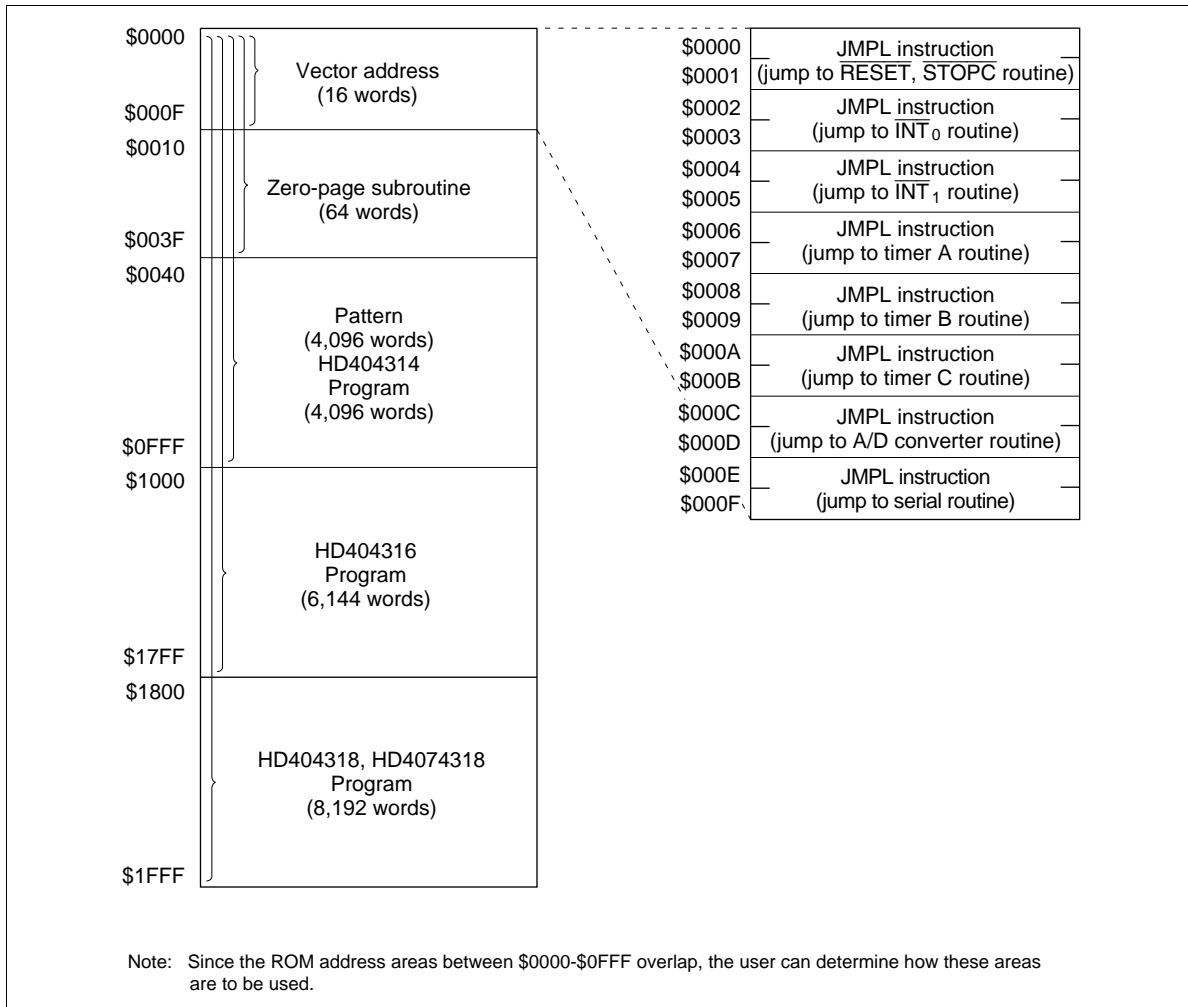 $0000
Vector address
(16 words)
$000F
$0010
Zero-page subroutine
(64 words)
$003F
$0040
Pattern
(4,096 words)
HD404314
Program
(4,096 words)
$0FFF
$1000
HD404316
Program
(6,144 words)
$17FF
$1800
HD404318, HD4074318
Program
(8,192 words)
$1FFF
$0000
$0001
JMPL instruction
(jump to RESET, STOPC routine)
$0002
$0003
JMPL instruction
(jump to INT0 routine)
$0004
$0005
JMPL instruction
(jump to INT1 routine)
$0006
$0007
JMPL instruction
(jump to timer A routine)
$0008
$0009
JMPL instruction
(jump to timer B routine)
$000A
$000B
JMPL instruction
(jump to timer C routine)
$000C
$000D
JMPL instruction
(jump to A/D converter routine)
$000E
$000F
JMPL instruction
(jump to serial routine)
Note: Since the ROM address areas between $0000-$0FFF overlap, the user can determine how these areas
are to be used.